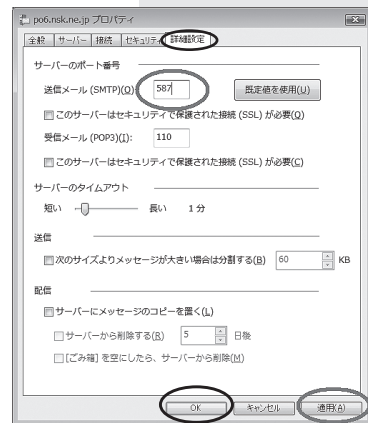 po6.nsk.ne.jp プロパティ
全般 サーバー 接続 セキュリティ 詳細設定
サーバーのポート番号
送信メール (SMTP)(O): 587 既定値を使用(U)
このサーバーはセキュリティで保護された接続 (SSL) が必要(Q)
受信メール (POP3)(I): 110
このサーバーはセキュリティで保護された接続 (SSL) が必要(C)
サーバーのタイムアウト
短い 長い 1 分
送信
次のサイズよりメッセージが大きい場合は分割する(B) 60 KB
配信
サーバーにメッセージのコピーを置く(L)
サーバーから削除する(R) 5 日後
[ごみ箱] を空にしたら、サーバーから削除(M)
OK キャンセル 適用(A)